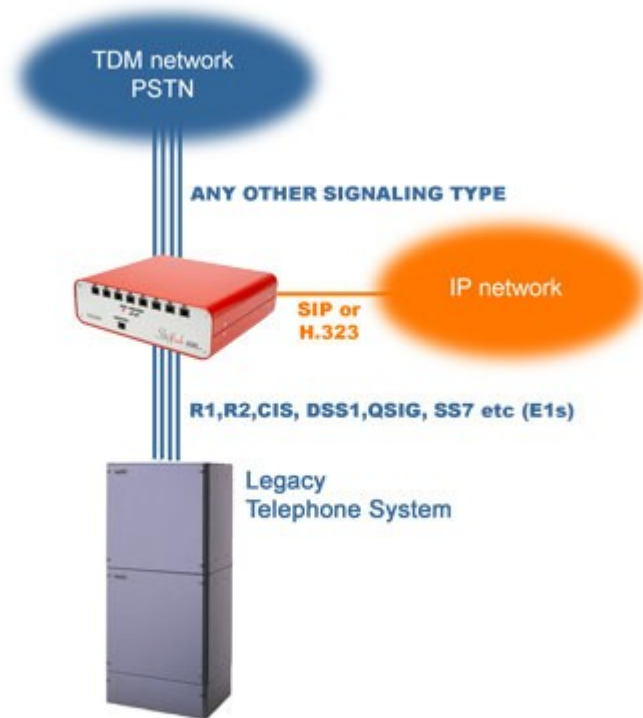 TDM network
PSTN
ANY OTHER SIGNALING TYPE
IP network
SIP or
H.323
R1,R2,CIS, DSS1,QSIG, SS7 etc (E1s)
Legacy
Telephone System